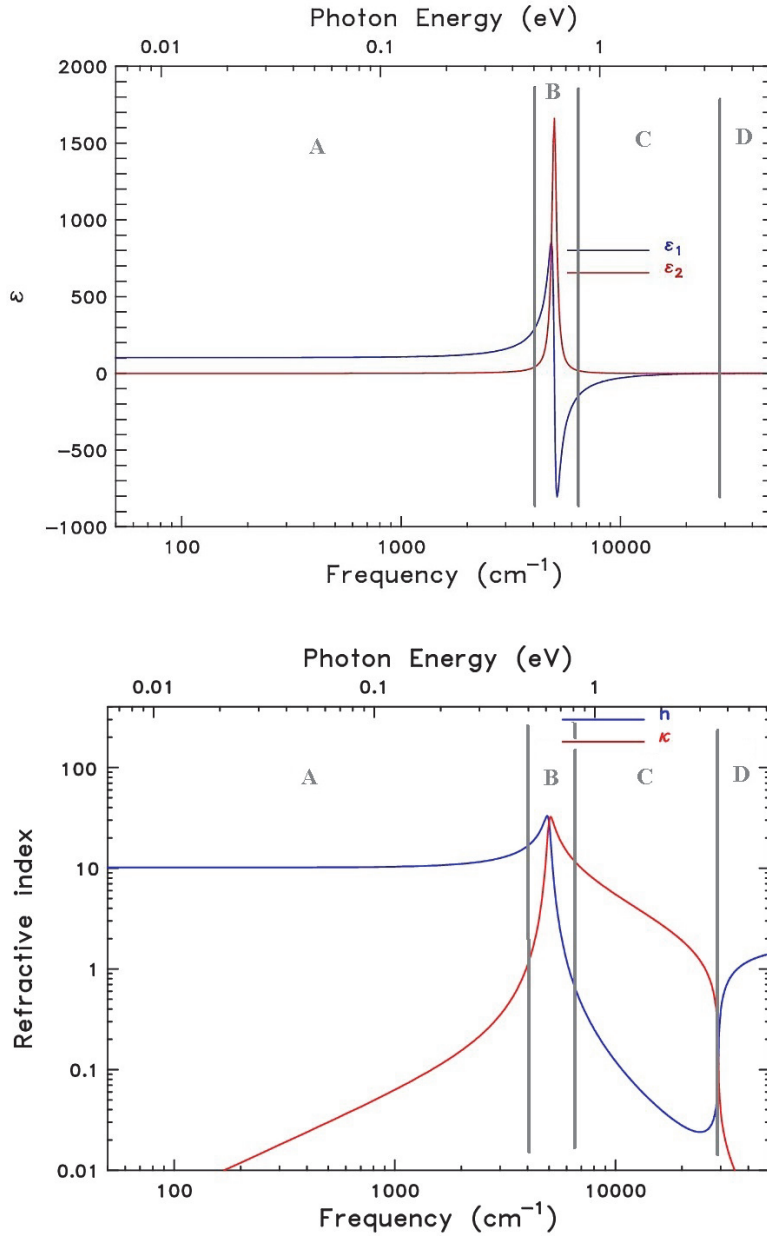 Photon Energy (eV)
0.01 0.1 1
2000
1500
1000
500
0
−500
−1000
ε
A B C D
ε1
ε2
100 1000 10000
Frequency (cm−1)
Photon Energy (eV)
0.01 0.1 1
n
κ
100
10
1
0.1
0.01
Refractive index
A B C D
100 1000 10000
Frequency (cm−1)